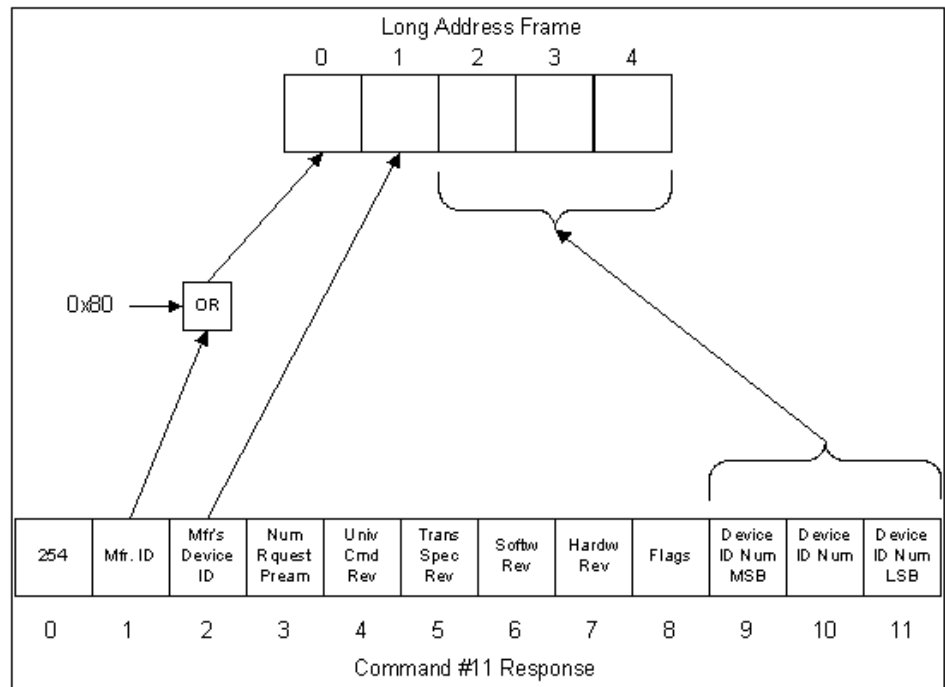 Long Address Frame
0 1 2 3 4
0x80
OR
254
Mfr. ID
Mfr's
Device
ID
Num
Rquest
Pream
Univ
Cmd
Rev
Trans
Spec
Rev
Softw
Rev
Hardw
Rev
Flags
Device
ID Num
MSB
Device
ID Num
Device
ID Num
LSB
0 1 2 3 4 5 6 7 8 9 10 11
Command #11 Response